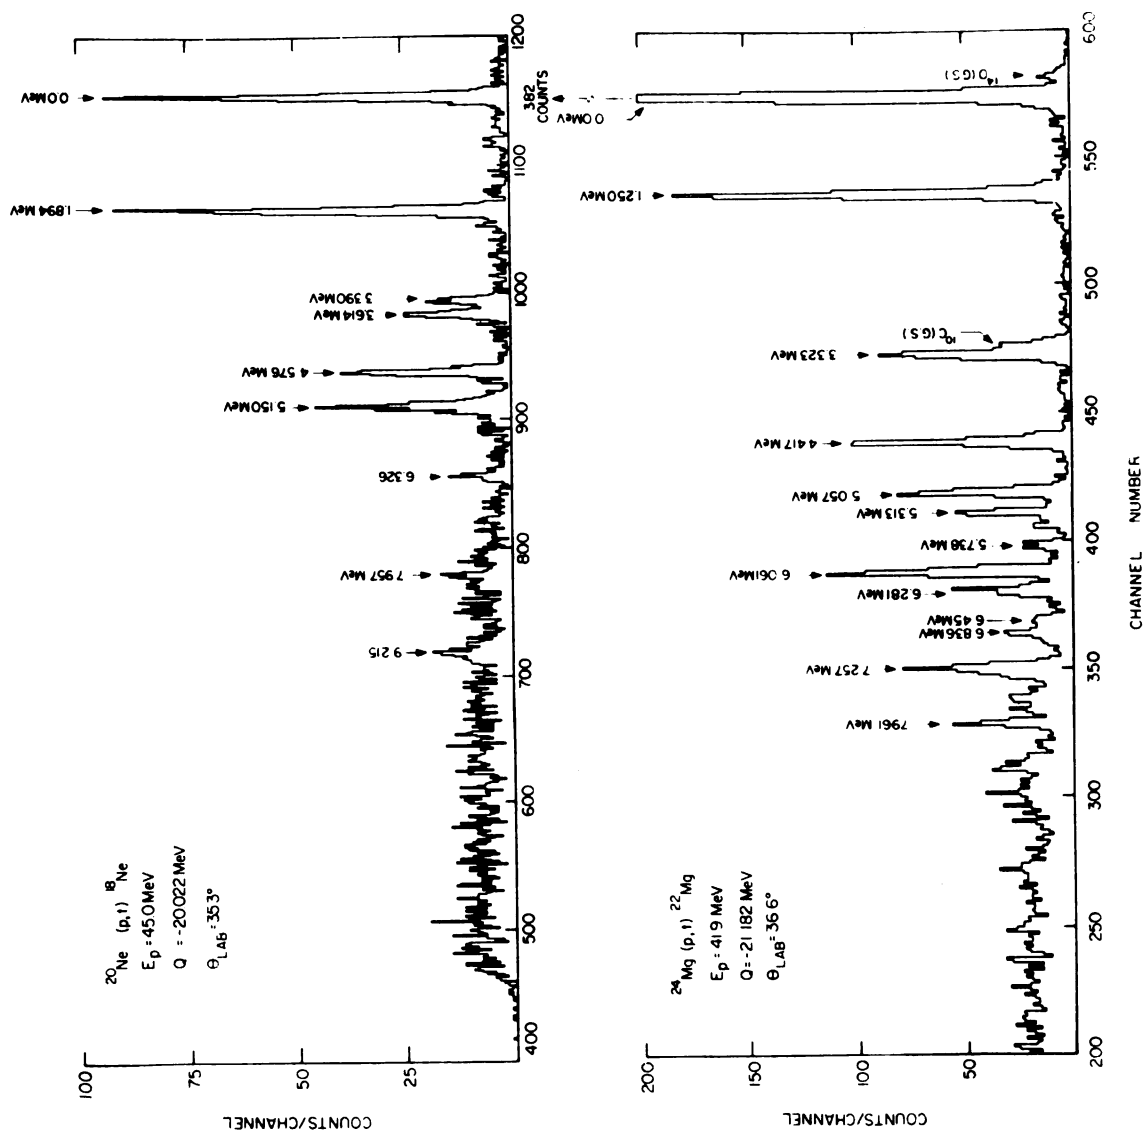 ²⁰Ne (p,t) ¹⁸Ne
Ep = 45.0 MeV
Q = -20.022 MeV
θLAB = 35.3°
COUNTS/CHANNEL
100
75
50
25
400
500
600
700
800
900
1000
1100
1200
9.215
7.957 MeV
6.326
5.150 MeV
4.576 MeV
3.614 MeV
3.390 MeV
1.894 MeV
0.0 MeV
²⁴Mg (p,t) ²²Mg
Ep = 41.9 MeV
Q = -21.182 MeV
θLAB = 36.6°
COUNTS/CHANNEL
200
150
100
50
200
250
300
350
400
450
500
550
600
7.961 MeV
7.257 MeV
6.836 MeV
6.45 MeV
6.281 MeV
6.061 MeV
5.738 MeV
5.313 MeV
5.057 MeV
4.417 MeV
3.323 MeV
¹⁰C (G.S.)
1.250 MeV
0.0 MeV
382
COUNTS
¹⁴O (G.S.)
CHANNEL NUMBER